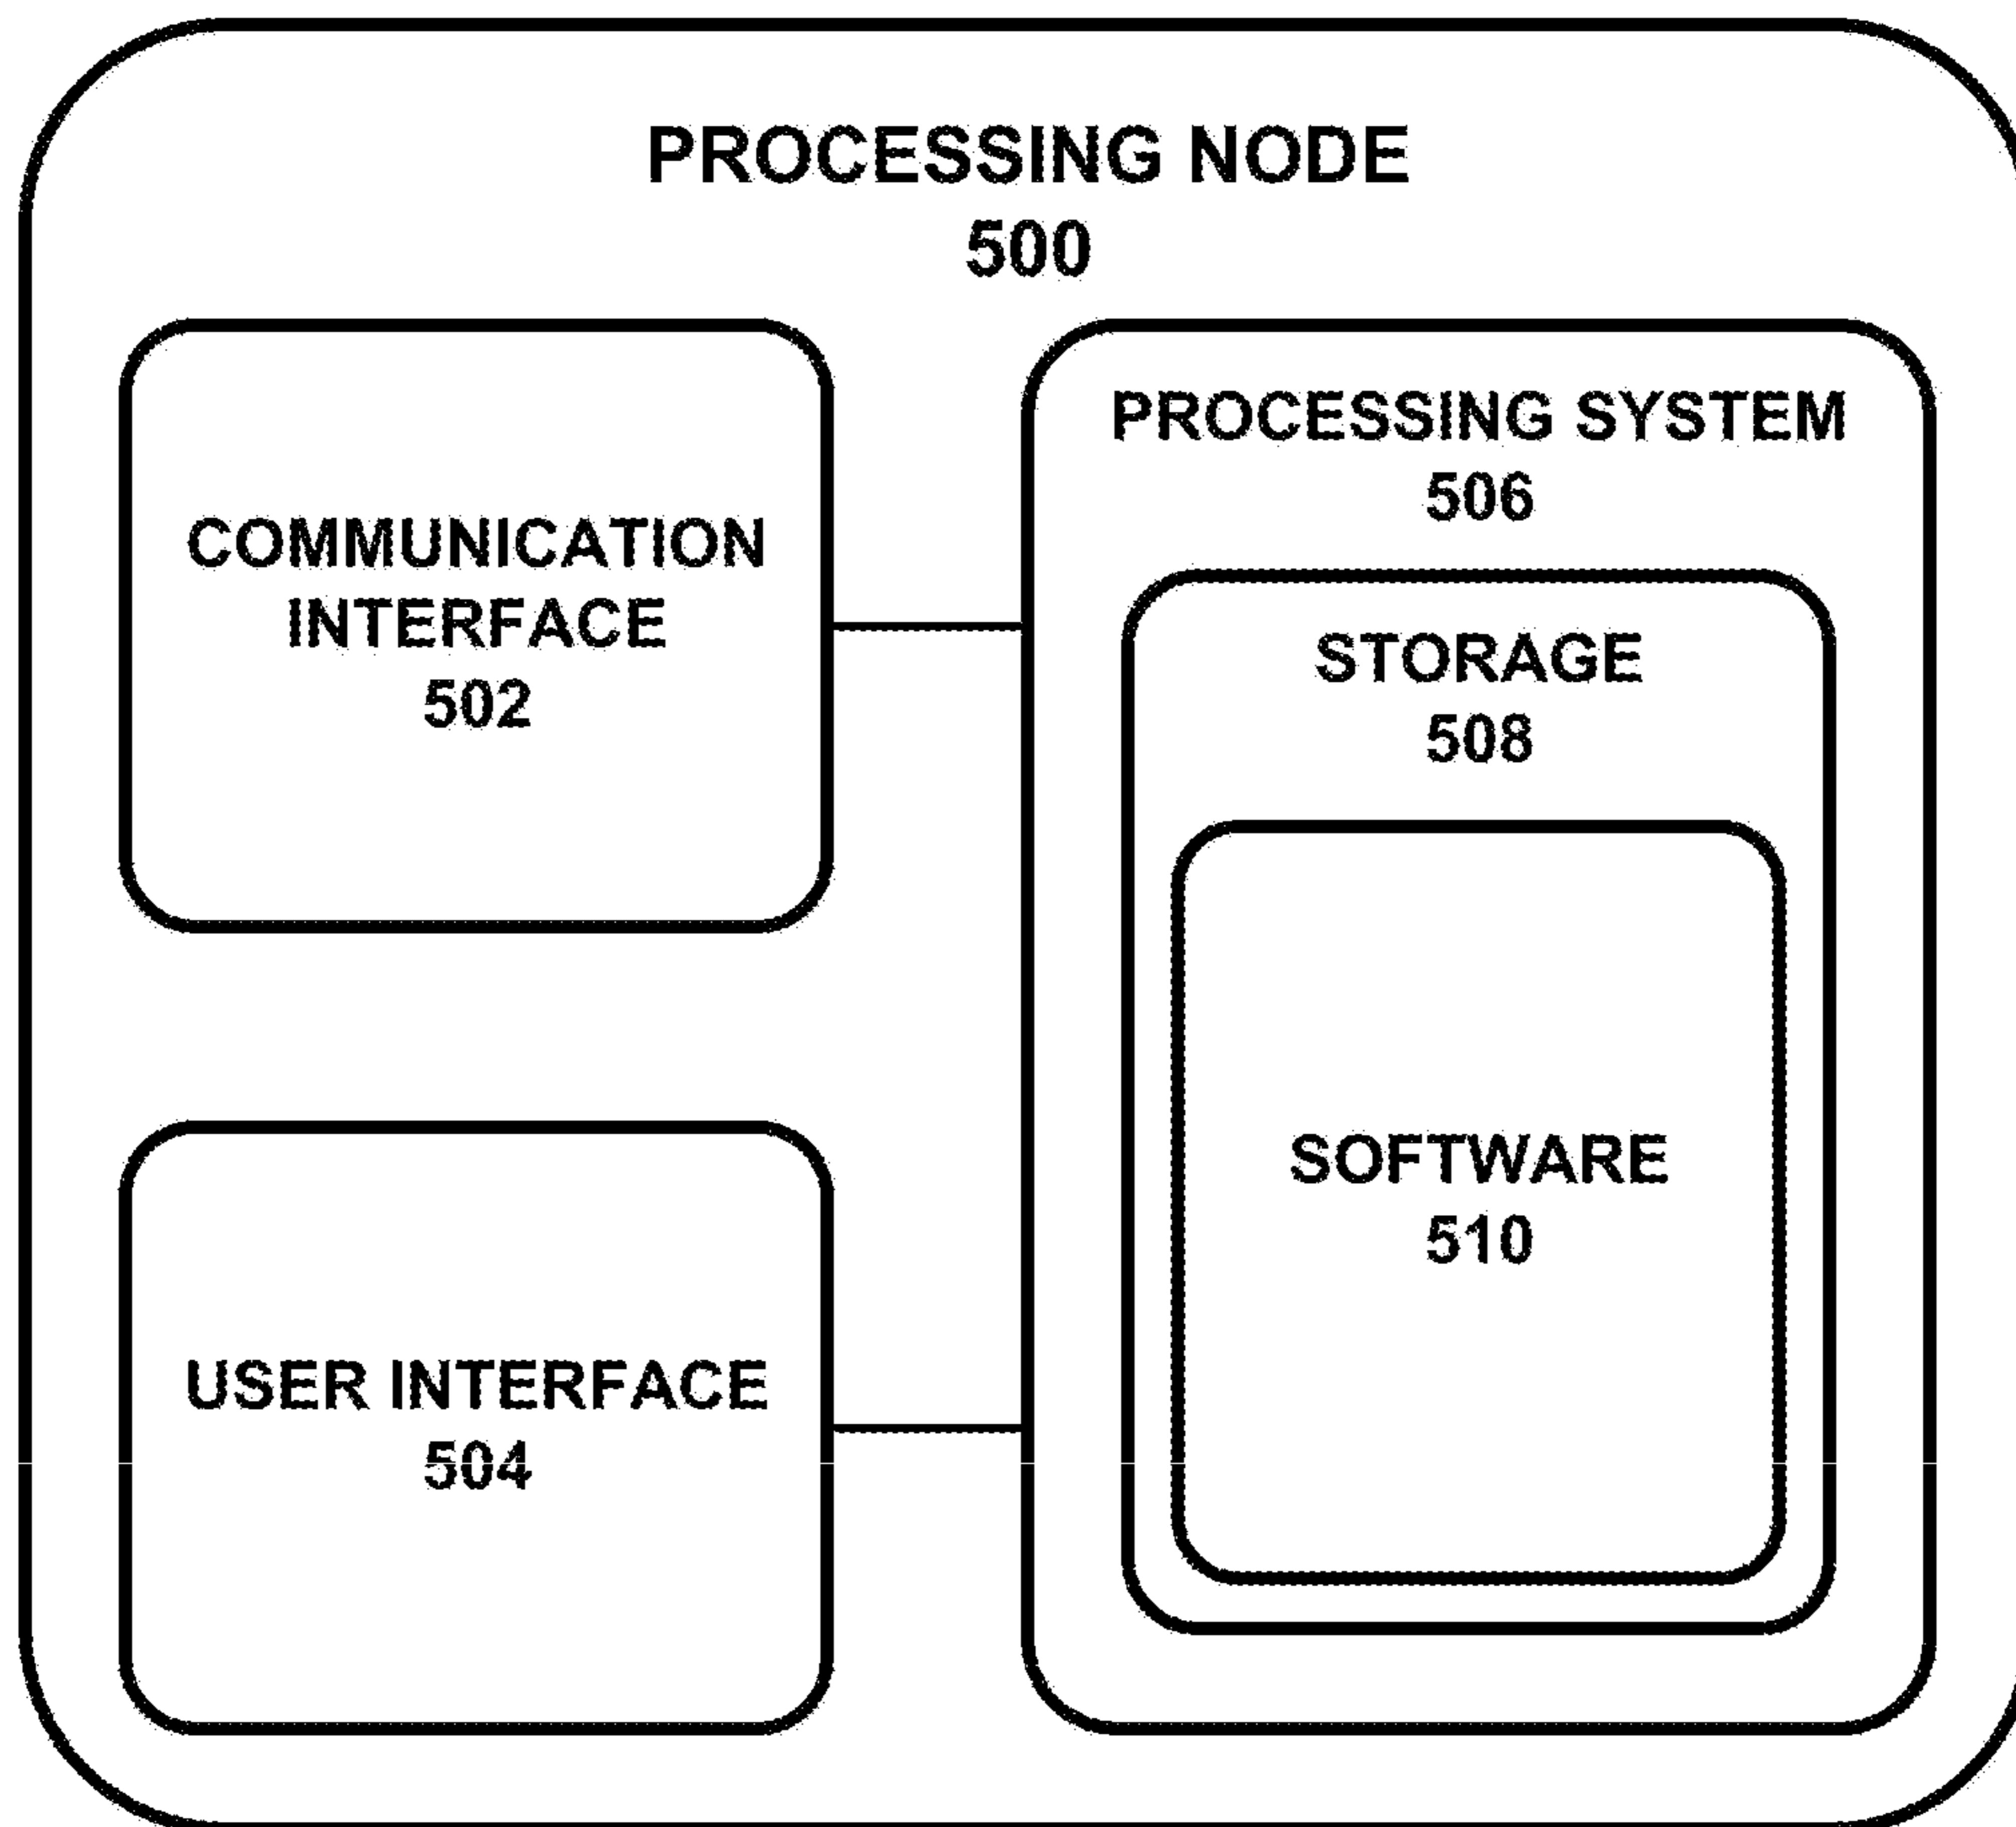 PROCESSING NODE
500
COMMUNICATION
INTERFACE
502
USER INTERFACE
504
PROCESSING SYSTEM
506
STORAGE
508
SOFTWARE
510